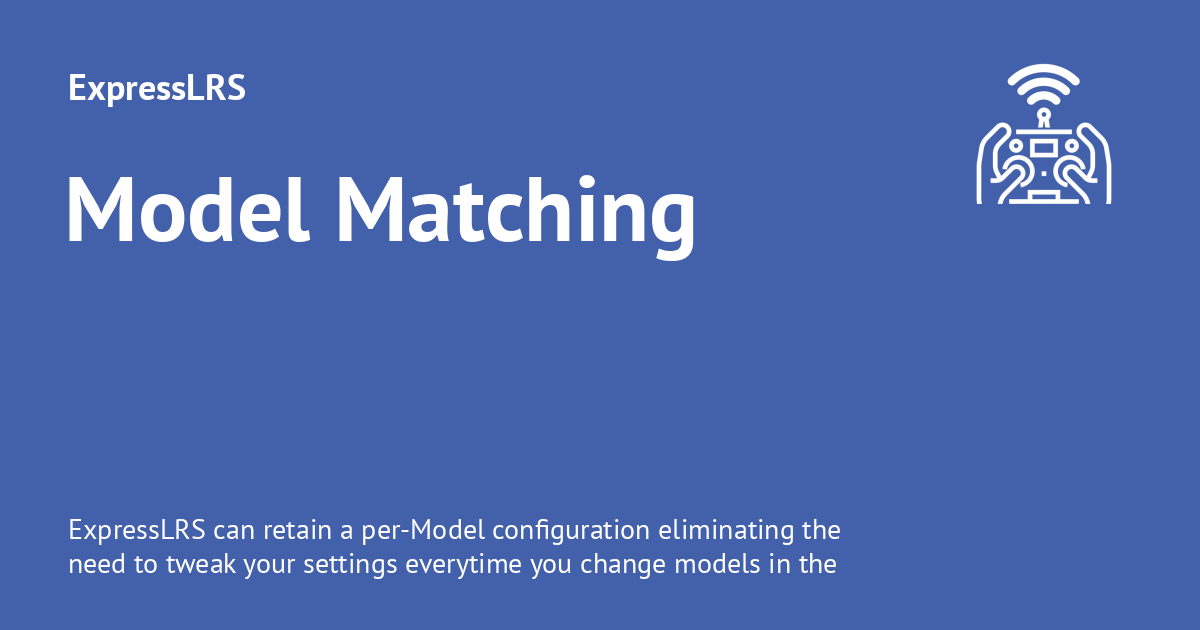 ExpressLRS
Model Matching
ExpressLRS can retain a per-Model configuration eliminating the
need to tweak your settings everytime you change models in the